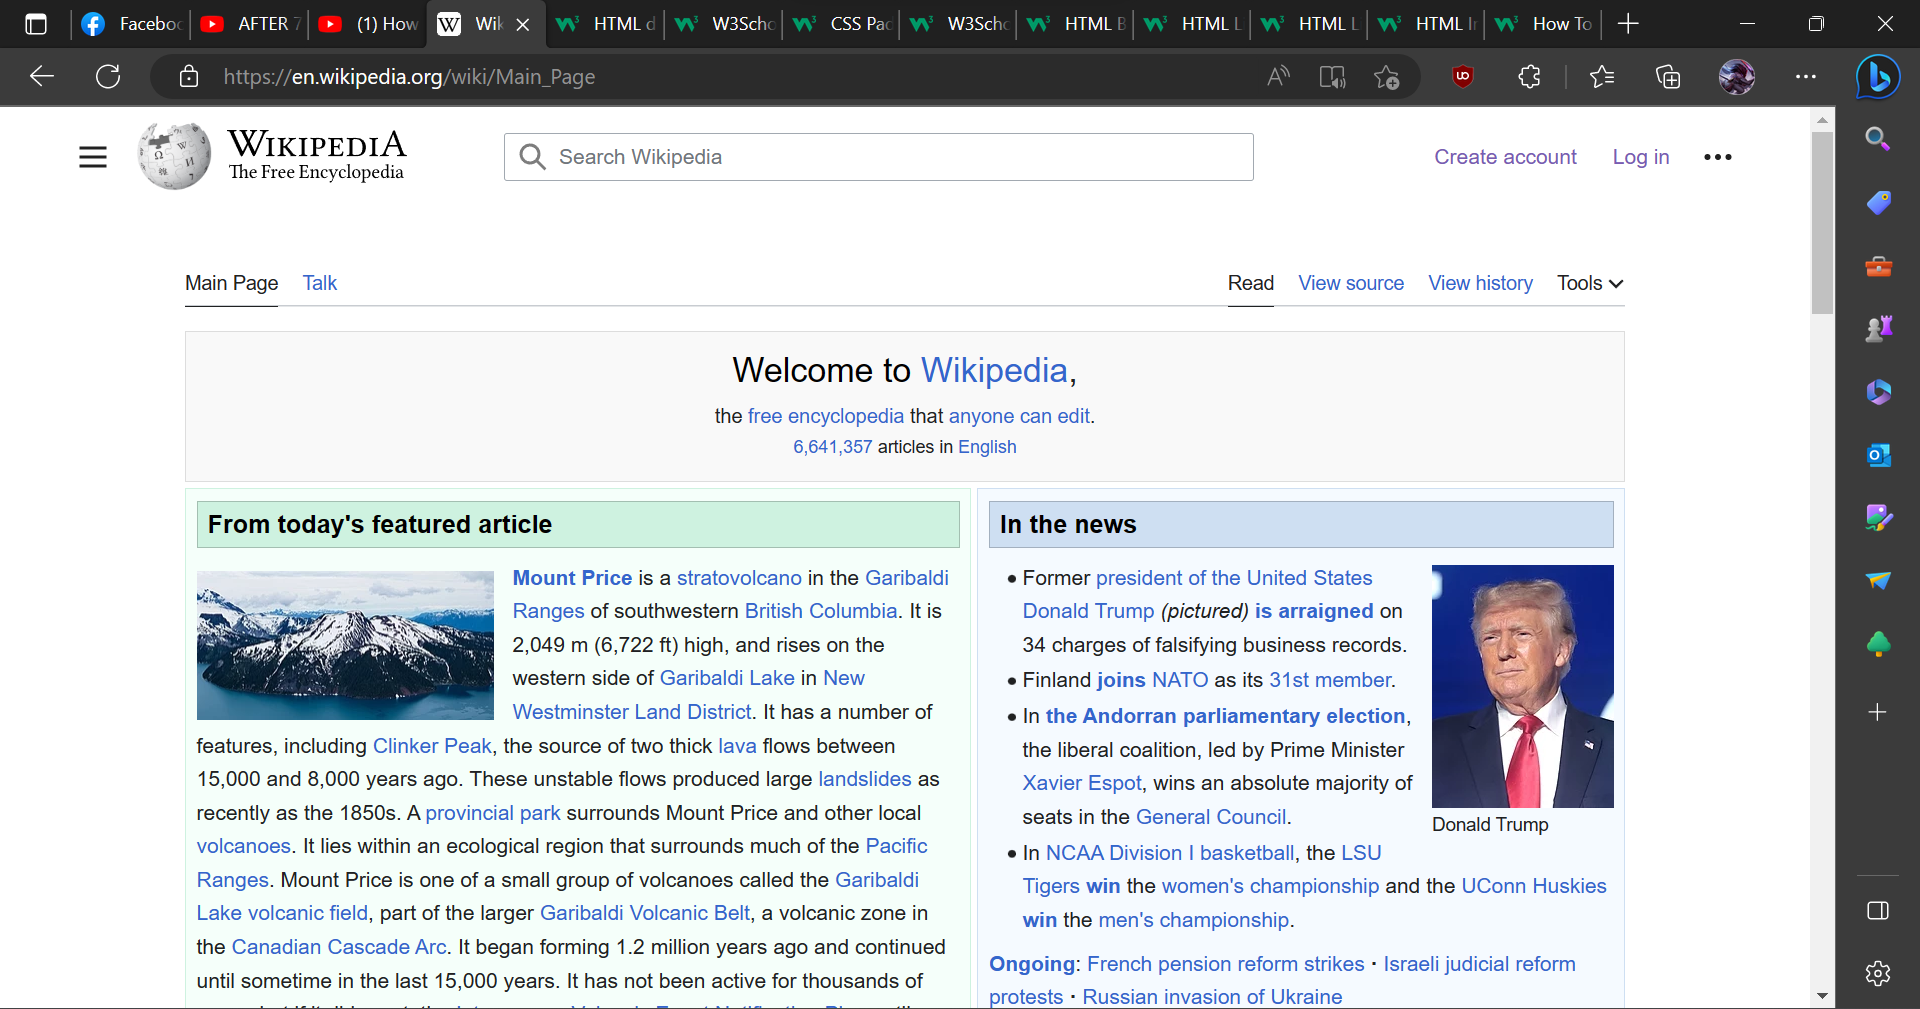 Faceboo
AFTER 7
(1) How
Wik
HTML d
W3Scho
CSS Pad
W3Scho
HTML B
HTML L
HTML L
HTML In
How To
https://en.wikipedia.org/wiki/Main_Page
WIKIPEDIA
The Free Encyclopedia
Search Wikipedia
Create account
Log in
Main Page
Talk
Read
View source
View history
Tools
Welcome to Wikipedia,
the free encyclopedia that anyone can edit.
6,641,357 articles in English
From today's featured article
Mount Price is a stratovolcano in the Garibaldi
Ranges of southwestern British Columbia. It is
2,049 m (6,722 ft) high, and rises on the
western side of Garibaldi Lake in New
Westminster Land District. It has a number of
features, including Clinker Peak, the source of two thick lava flows between
15,000 and 8,000 years ago. These unstable flows produced large landslides as
recently as the 1850s. A provincial park surrounds Mount Price and other local
volcanoes. It lies within an ecological region that surrounds much of the Pacific
Ranges. Mount Price is one of a small group of volcanoes called the Garibaldi
Lake volcanic field, part of the larger Garibaldi Volcanic Belt, a volcanic zone in
the Canadian Cascade Arc. It began forming 1.2 million years ago and continued
until sometime in the last 15,000 years. It has not been active for thousands of
In the news
• Former president of the United States
Donald Trump (pictured) is arraigned on
34 charges of falsifying business records.
• Finland joins NATO as its 31st member.
• In the Andorran parliamentary election,
the liberal coalition, led by Prime Minister
Xavier Espot, wins an absolute majority of
seats in the General Council.
Donald Trump
• In NCAA Division I basketball, the LSU
Tigers win the women's championship and the UConn Huskies
win the men's championship.
Ongoing: French pension reform strikes · Israeli judicial reform
protests · Russian invasion of Ukraine